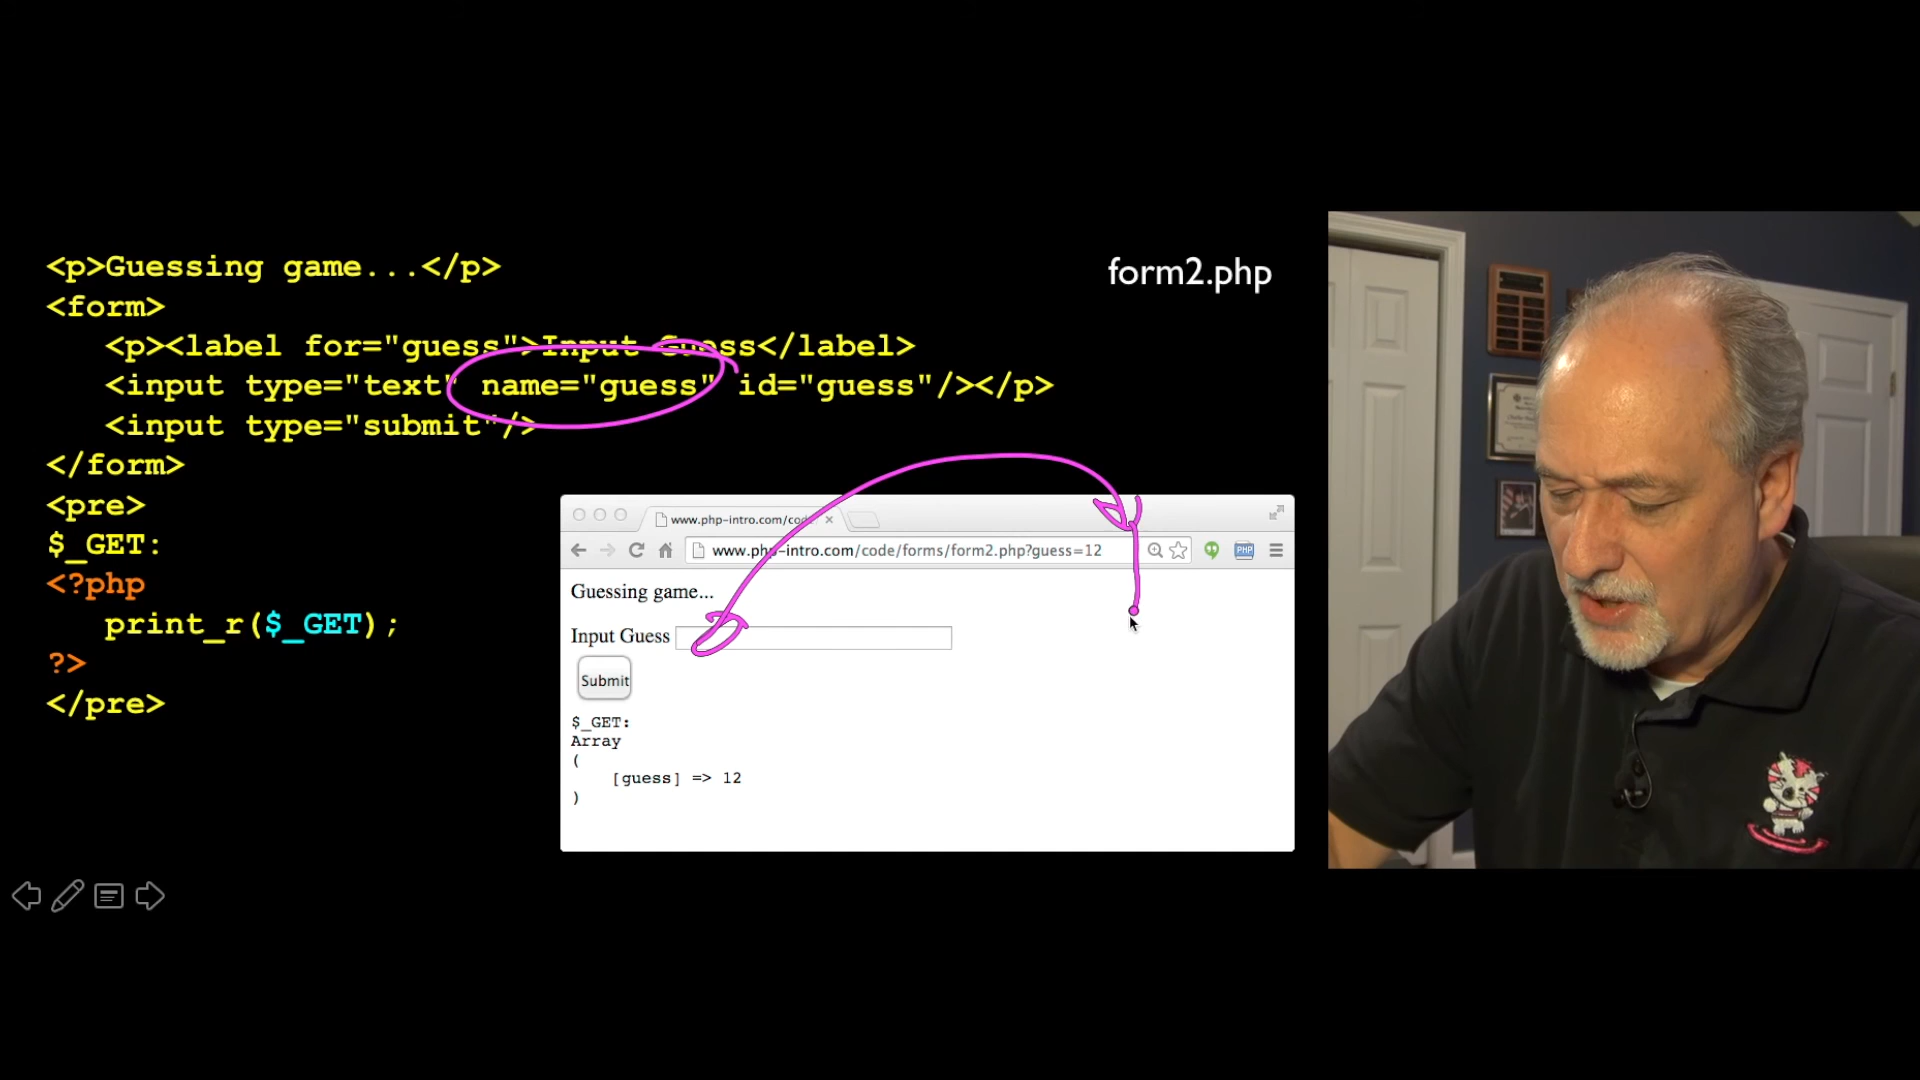 <p>Guessing game...</p>
<form>
<p><label for="guess">Input Guess</label>
<input type="text" name="guess" id="guess"/></p>
<input type="submit"/>
</form>
<pre>
$_GET:
<?php
print_r($_GET);
?>
</pre>
form2.php
www.php-intro.com/cod
www.php-intro.com/code/forms/form2.php?guess=12
PHP
Guessing game...
Input Guess
Submit
$_GET:
Array
(
[guess] => 12
)